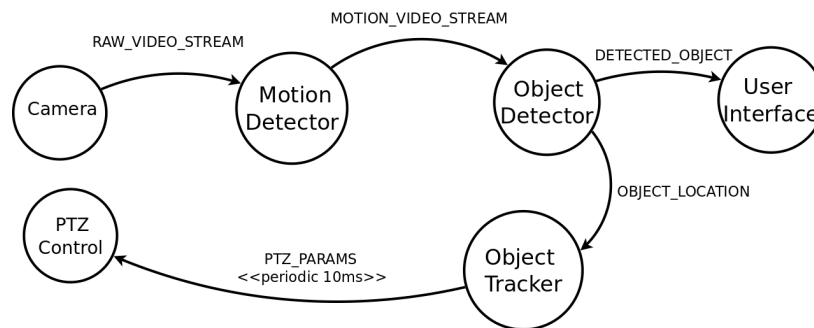 MOTION_VIDEO_STREAM
RAW_VIDEO_STREAM
DETECTED_OBJECT
Camera
Motion
Detector
Object
Detector
User
Interface
OBJECT_LOCATION
PTZ
Control
PTZ_PARAMS
<<periodic 10ms>>
Object
Tracker